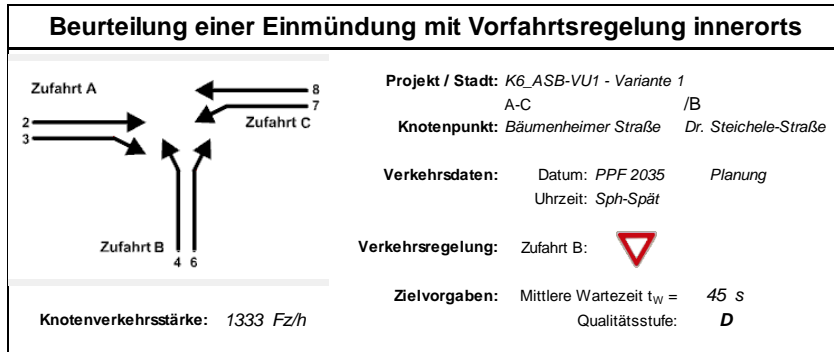 Beurteilung einer Einmündung mit Vorfahrtsregelung innerorts
Zufahrt A
8
7
Zufahrt C
2
3
Zufahrt B
4 6
Knotenverkehrsstärke: 1333 Fz/h
Projekt / Stadt: K6_ASB-VU1 - Variante 1
A-C /B
Knotenpunkt: Bäumenheimer Straße Dr. Steichele-Straße
Verkehrsdaten: Datum: PPF 2035 Planung
Uhrzeit: Sph-Spät
Verkehrsregelung: Zufahrt B:
Zielvorgaben: Mittlere Wartezeit tW = 45 s
Qualitätsstufe: D